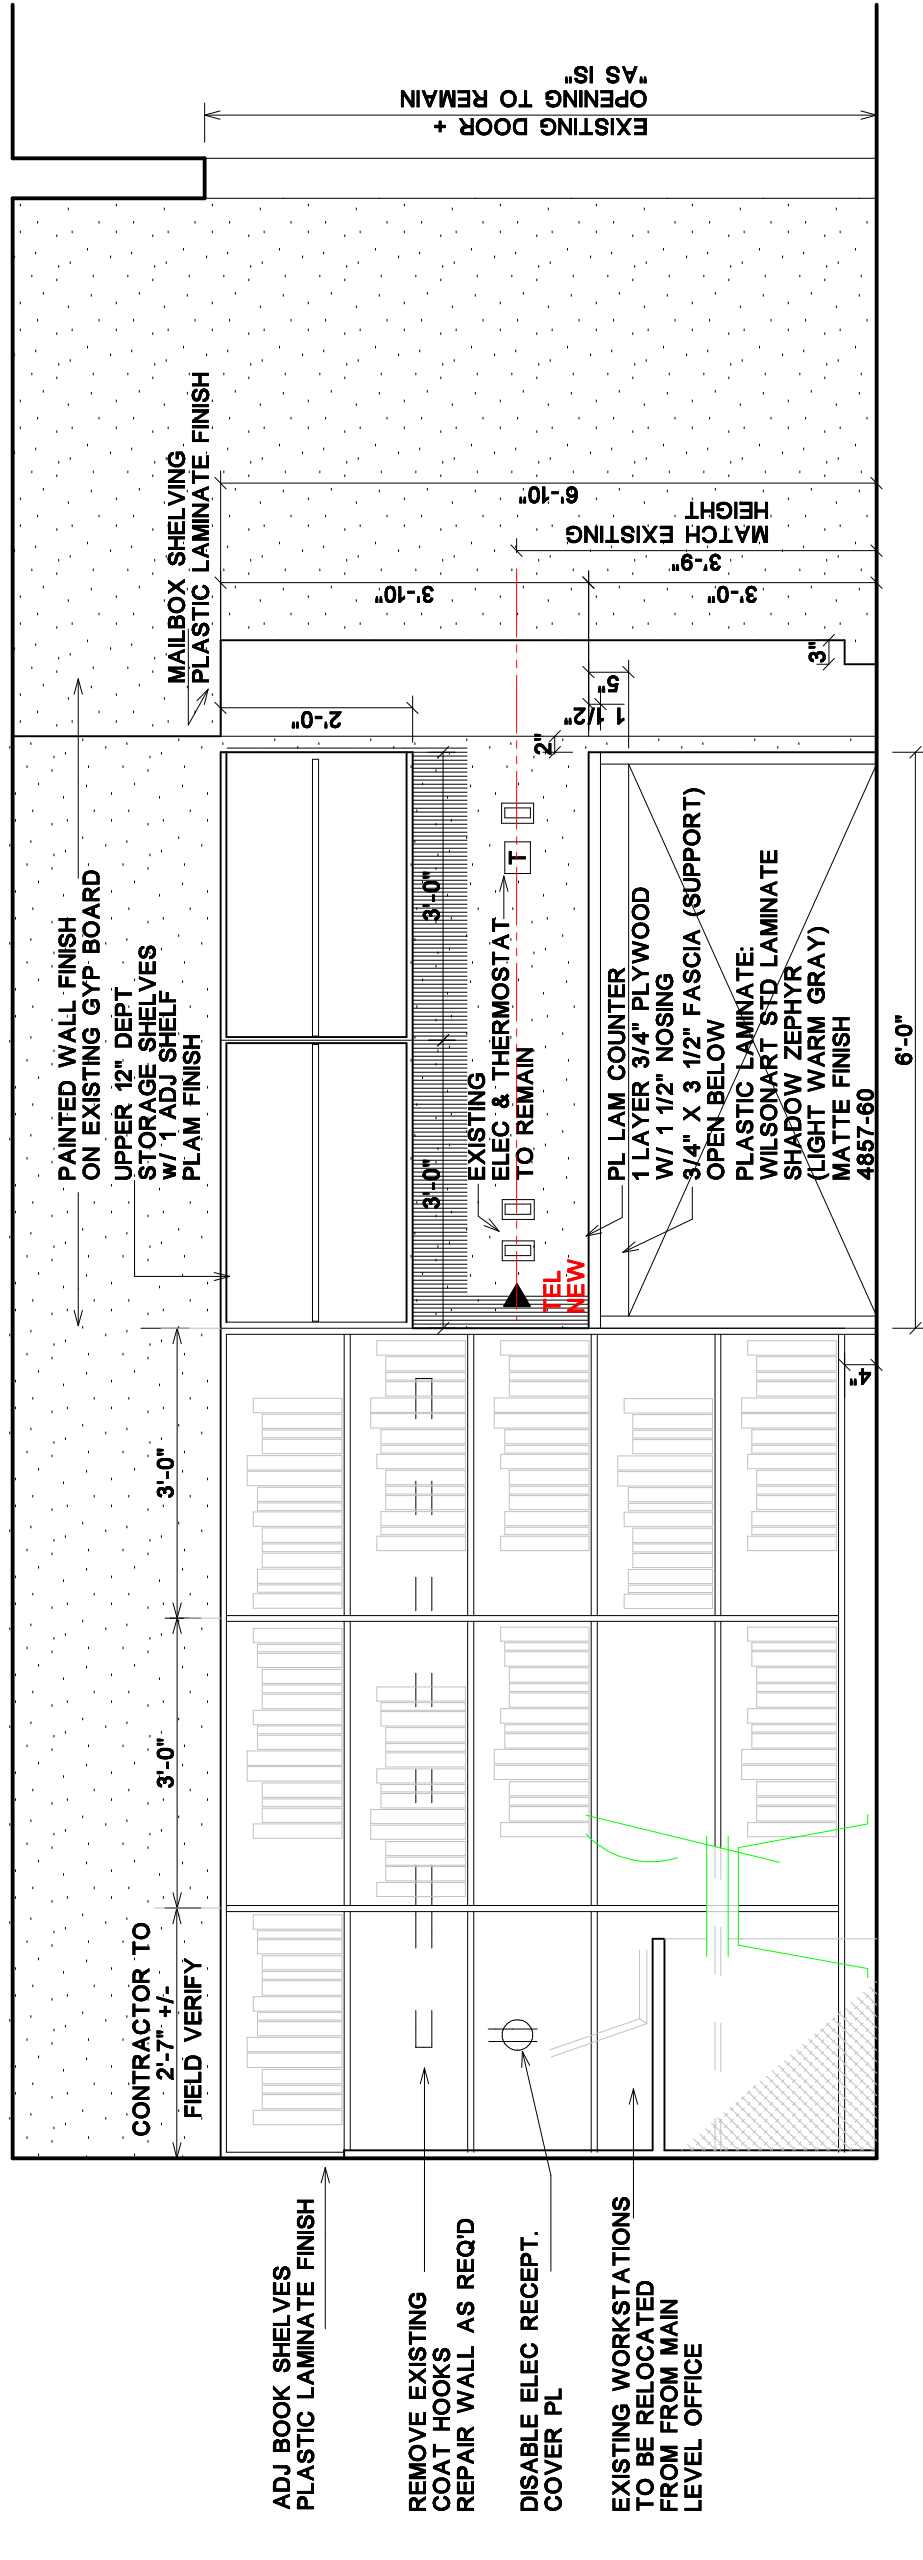 PAINTED WALL FINISH
ON EXISTING GYP BOARD
UPPER 12" DEPT
STORAGE SHELVES
w/ 1 ADJ SHELF
PLAM FINISH
MAILBOX SHELVING
PLASTIC LAMINATE FINISH
EXISTING DOOR +
OPENING TO REMAIN
"AS IS"
CONTRACTOR TO
2'-7" +/-
FIELD VERIFY
3'-0"
3'-0"
2'-0"
3'-10"
6'-10"
3'-0"
3'-9"
MATCH EXISTING
HEIGHT
ADJ BOOK SHELVES
PLASTIC LAMINATE FINISH
REMOVE EXISTING
COAT HOOKS
REPAIR WALL AS REQ'D
DISABLE ELEC RECEPT.
COVER PL
EXISTING WORKSTATIONS
TO BE RELOCATED
FROM FROM MAIN
LEVEL OFFICE
3'-0"
3'-0"
EXISTING
ELEC & THERMOSTAT
TO REMAIN
T
TEL
NEW
2"
1 1/2"
5"
3"
4"
PL LAM COUNTER
1 LAYER 3/4" PLYWOOD
W/ 1 1/2" NOSING
3/4" X 3 1/2" FASCIA (SUPPORT)
OPEN BELOW
PLASTIC LAMINATE:
WILSONART STD LAMINATE
SHADOW ZEPHYR
(LIGHT WARM GRAY)
MATTE FINISH
4857-60
6'-0"